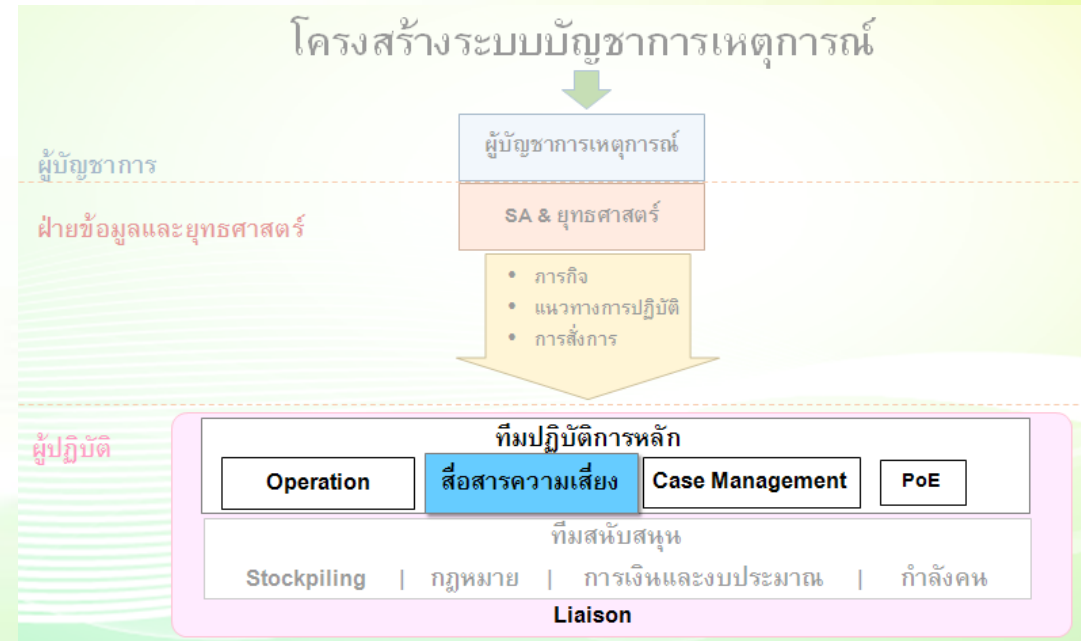 โครงสร้างระบบบัญชาการเหตุการณ์
ผู้บัญชาการเหตุการณ์
ผู้บัญชาการ
SA & ยุทธศาสตร์
ฝ่ายข้อมูลและยุทธศาสตร์
• ภารกิจ
• แนวทางการปฏิบัติ
• การสั่งการ
ผู้ปฏิบัติ
ทีมปฏิบัติการหลัก
Operation สื่อสารความเสี่ยง Case Management PoE
ทีมสนับสนุน
Stockpiling | กฎหมาย | การเงินและงบประมาณ | กำลังคน
Liaison